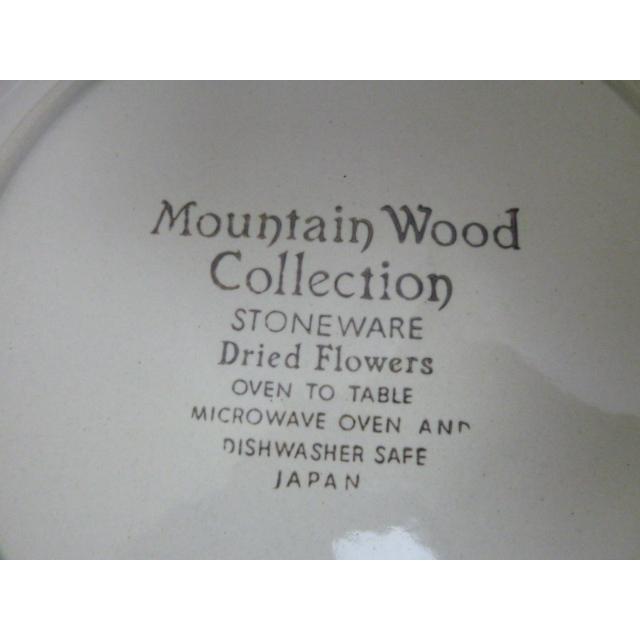 Mountain Wood
Collection
STONEWARE
Dried Flowers
OVEN TO TABLE
MICROWAVE OVEN AND
DISHWASHER SAFE
JAPAN